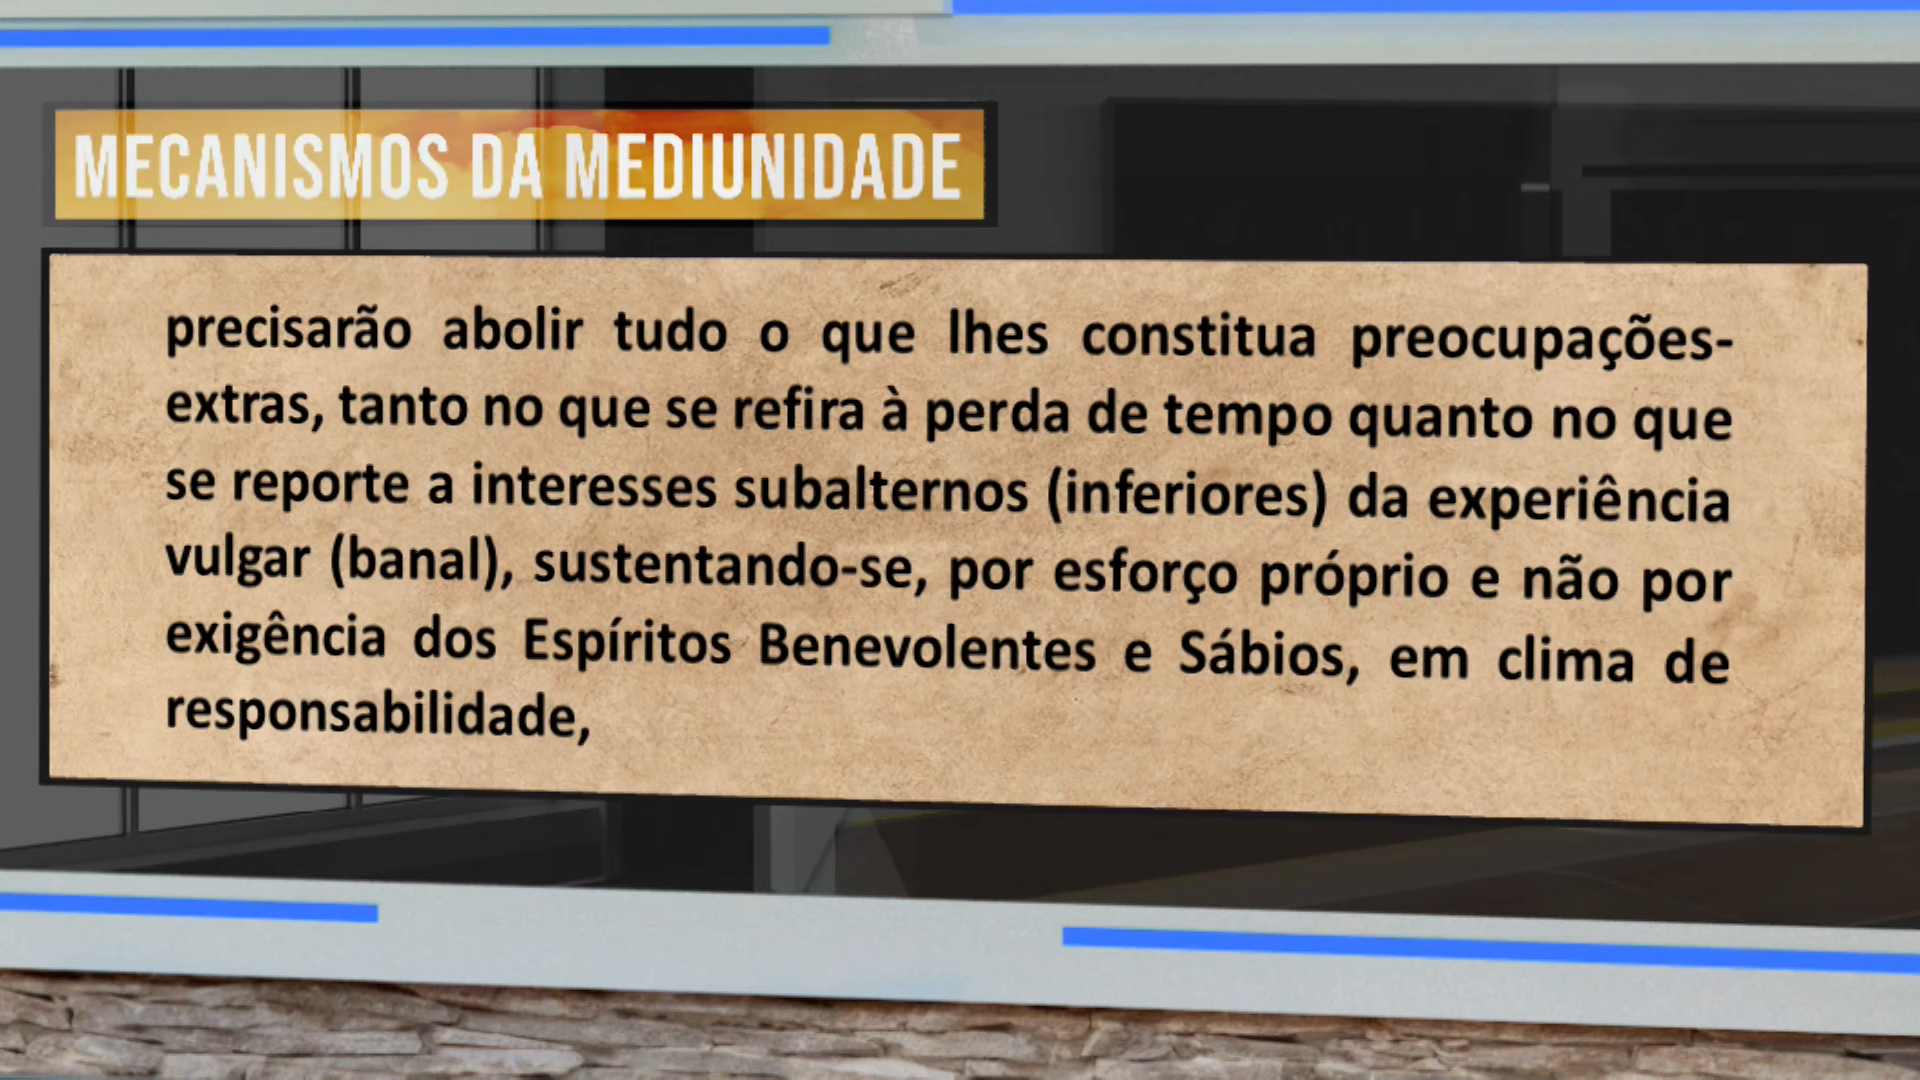 MECANISMOS DA MEDIUNIDADE
precisarão abolir tudo o que lhes constitua preocupações-
extras, tanto no que se refira à perda de tempo quanto no que
se reporte a interesses subalternos (inferiores) da experiência
vulgar (banal), sustentando-se, por esforço próprio e não por
exigência dos Espíritos Benevolentes e Sábios, em clima de
responsabilidade,